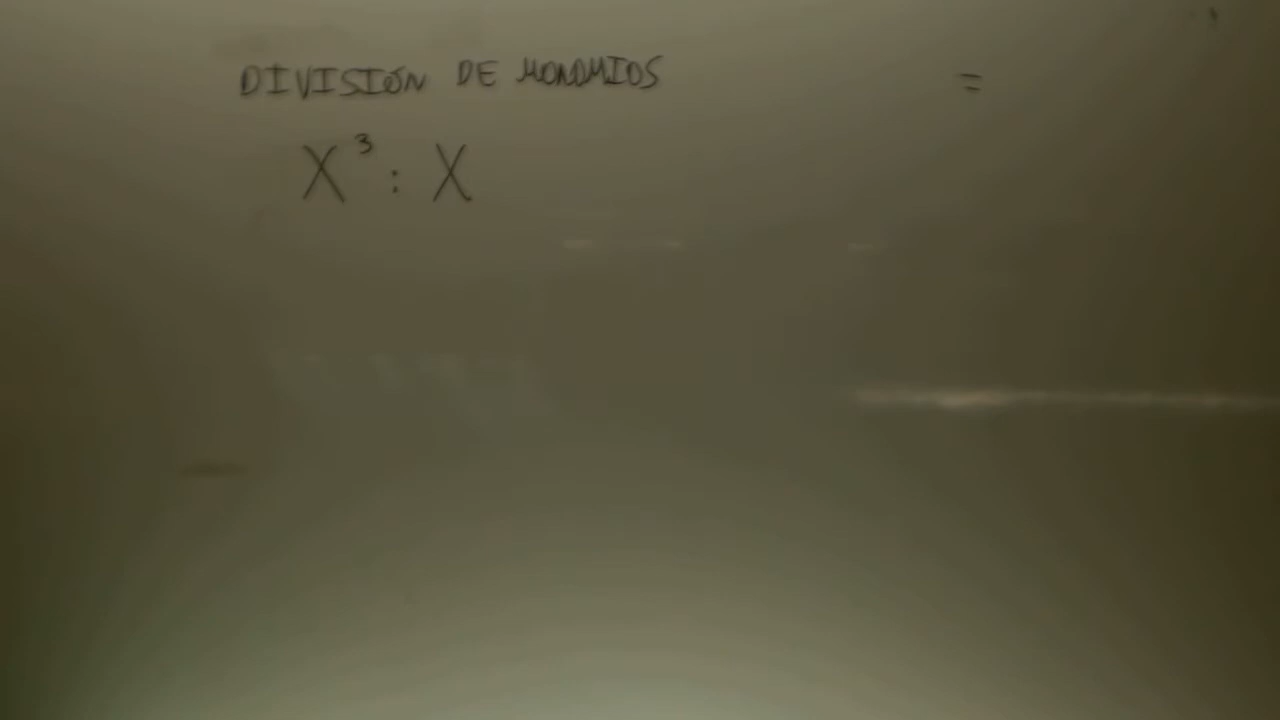 DIVISIÓN DE MONOMIOS =
X³ : X